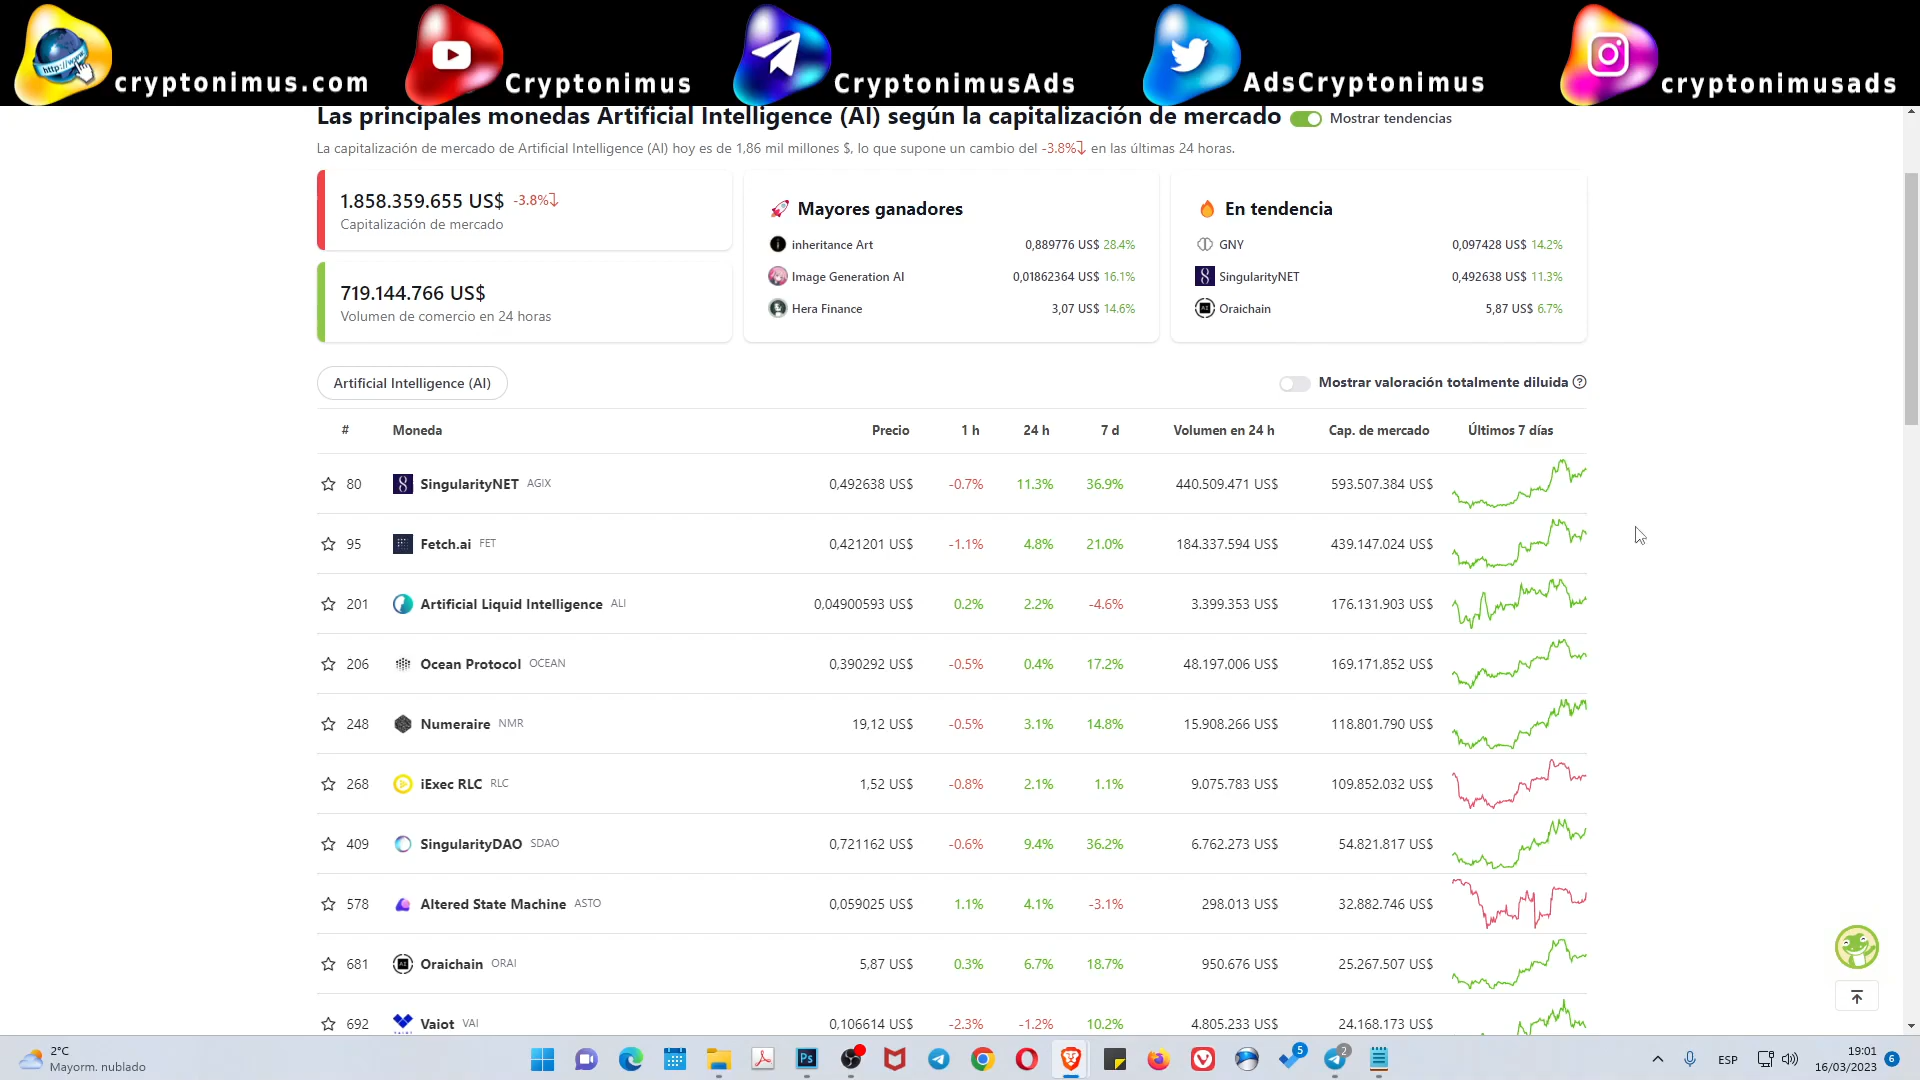 http://www
cryptonimus.com
Cryptonimus
CryptonimusAds
AdsCryptonimus
cryptonimusads
Las principales monedas Artificial Intelligence (AI) según la capitalización de mercado Mostrar tendencias
La capitalización de mercado de Artificial Intelligence (AI) hoy es de 1,86 mil millones $, lo que supone un cambio del -3.8% en las últimas 24 horas.
1.858.359.655 US$ -3.8%
Capitalización de mercado
719.144.766 US$
Volumen de comercio en 24 horas
Mayores ganadores
inheritance Art 0,889776 US$ 28.4%
Image Generation AI 0,01862364 US$ 16.1%
Hera Finance 3,07 US$ 14.6%
En tendencia
GNY 0,097428 US$ 14.2%
SingularityNET 0,492638 US$ 11.3%
Oraichain 5,87 US$ 6.7%
Artificial Intelligence (AI)
Mostrar valoración totalmente diluida ?
# Moneda Precio 1 h 24 h 7 d Volumen en 24 h Cap. de mercado Últimos 7 días
80 SingularityNET AGIX 0,492638 US$ -0.7% 11.3% 36.9% 440.509.471 US$ 593.507.384 US$
95 Fetch.ai FET 0,421201 US$ -1.1% 4.8% 21.0% 184.337.594 US$ 439.147.024 US$
201 Artificial Liquid Intelligence ALI 0,04900593 US$ 0.2% 2.2% -4.6% 3.399.353 US$ 176.131.903 US$
206 Ocean Protocol OCEAN 0,390292 US$ -0.5% 0.4% 17.2% 48.197.006 US$ 169.171.852 US$
248 Numeraire NMR 19,12 US$ -0.5% 3.1% 14.8% 15.908.266 US$ 118.801.790 US$
268 iExec RLC RLC 1,52 US$ -0.8% 2.1% 1.1% 9.075.783 US$ 109.852.032 US$
409 SingularityDAO SDAO 0,721162 US$ -0.6% 9.4% 36.2% 6.762.273 US$ 54.821.817 US$
578 Altered State Machine ASTO 0,059025 US$ 1.1% 4.1% -3.1% 298.013 US$ 32.882.746 US$
681 Oraichain ORAI 5,87 US$ 0.3% 6.7% 18.7% 950.676 US$ 25.267.507 US$
692 Vaiot VAI 0,106614 US$ -2.3% -1.2% 10.2% 4.805.233 US$ 24.168.173 US$
2°C
Mayorm. nublado
Ps
5
2
ESP
19:01
16/03/2023
6